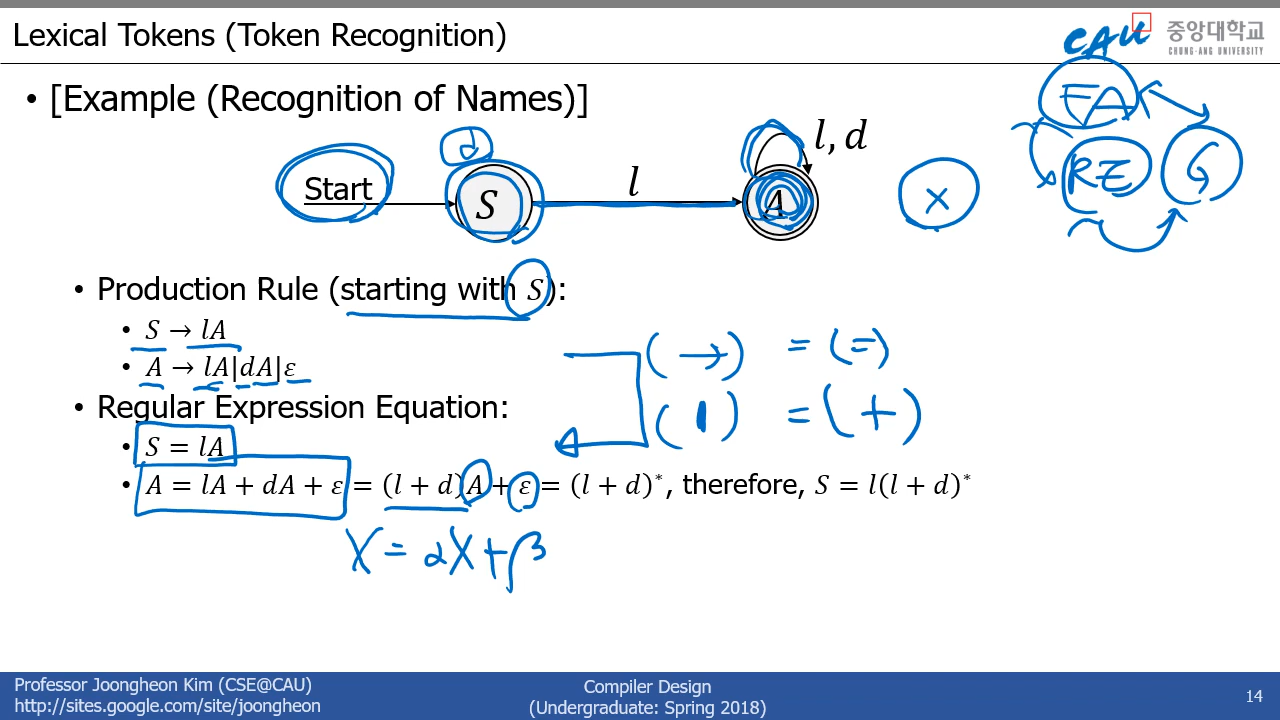 Lexical Tokens (Token Recognition)
CAU 중앙대학교
CHUNG-ANG UNIVERSITY
• [Example (Recognition of Names)]
FA
RE G
d
l, d
Start S l A x
• Production Rule (starting with S):
• S → lA
• A → lA|dA|ε
(→) = (=)
(|) = (+)
• Regular Expression Equation:
• S = lA
• A = lA + dA + ε = (l + d)A + ε = (l + d)*, therefore, S = l(l + d)*
X = αX + β
Professor Joongheon Kim (CSE@CAU)
http://sites.google.com/site/joongheon
Compiler Design
(Undergraduate: Spring 2018)
14